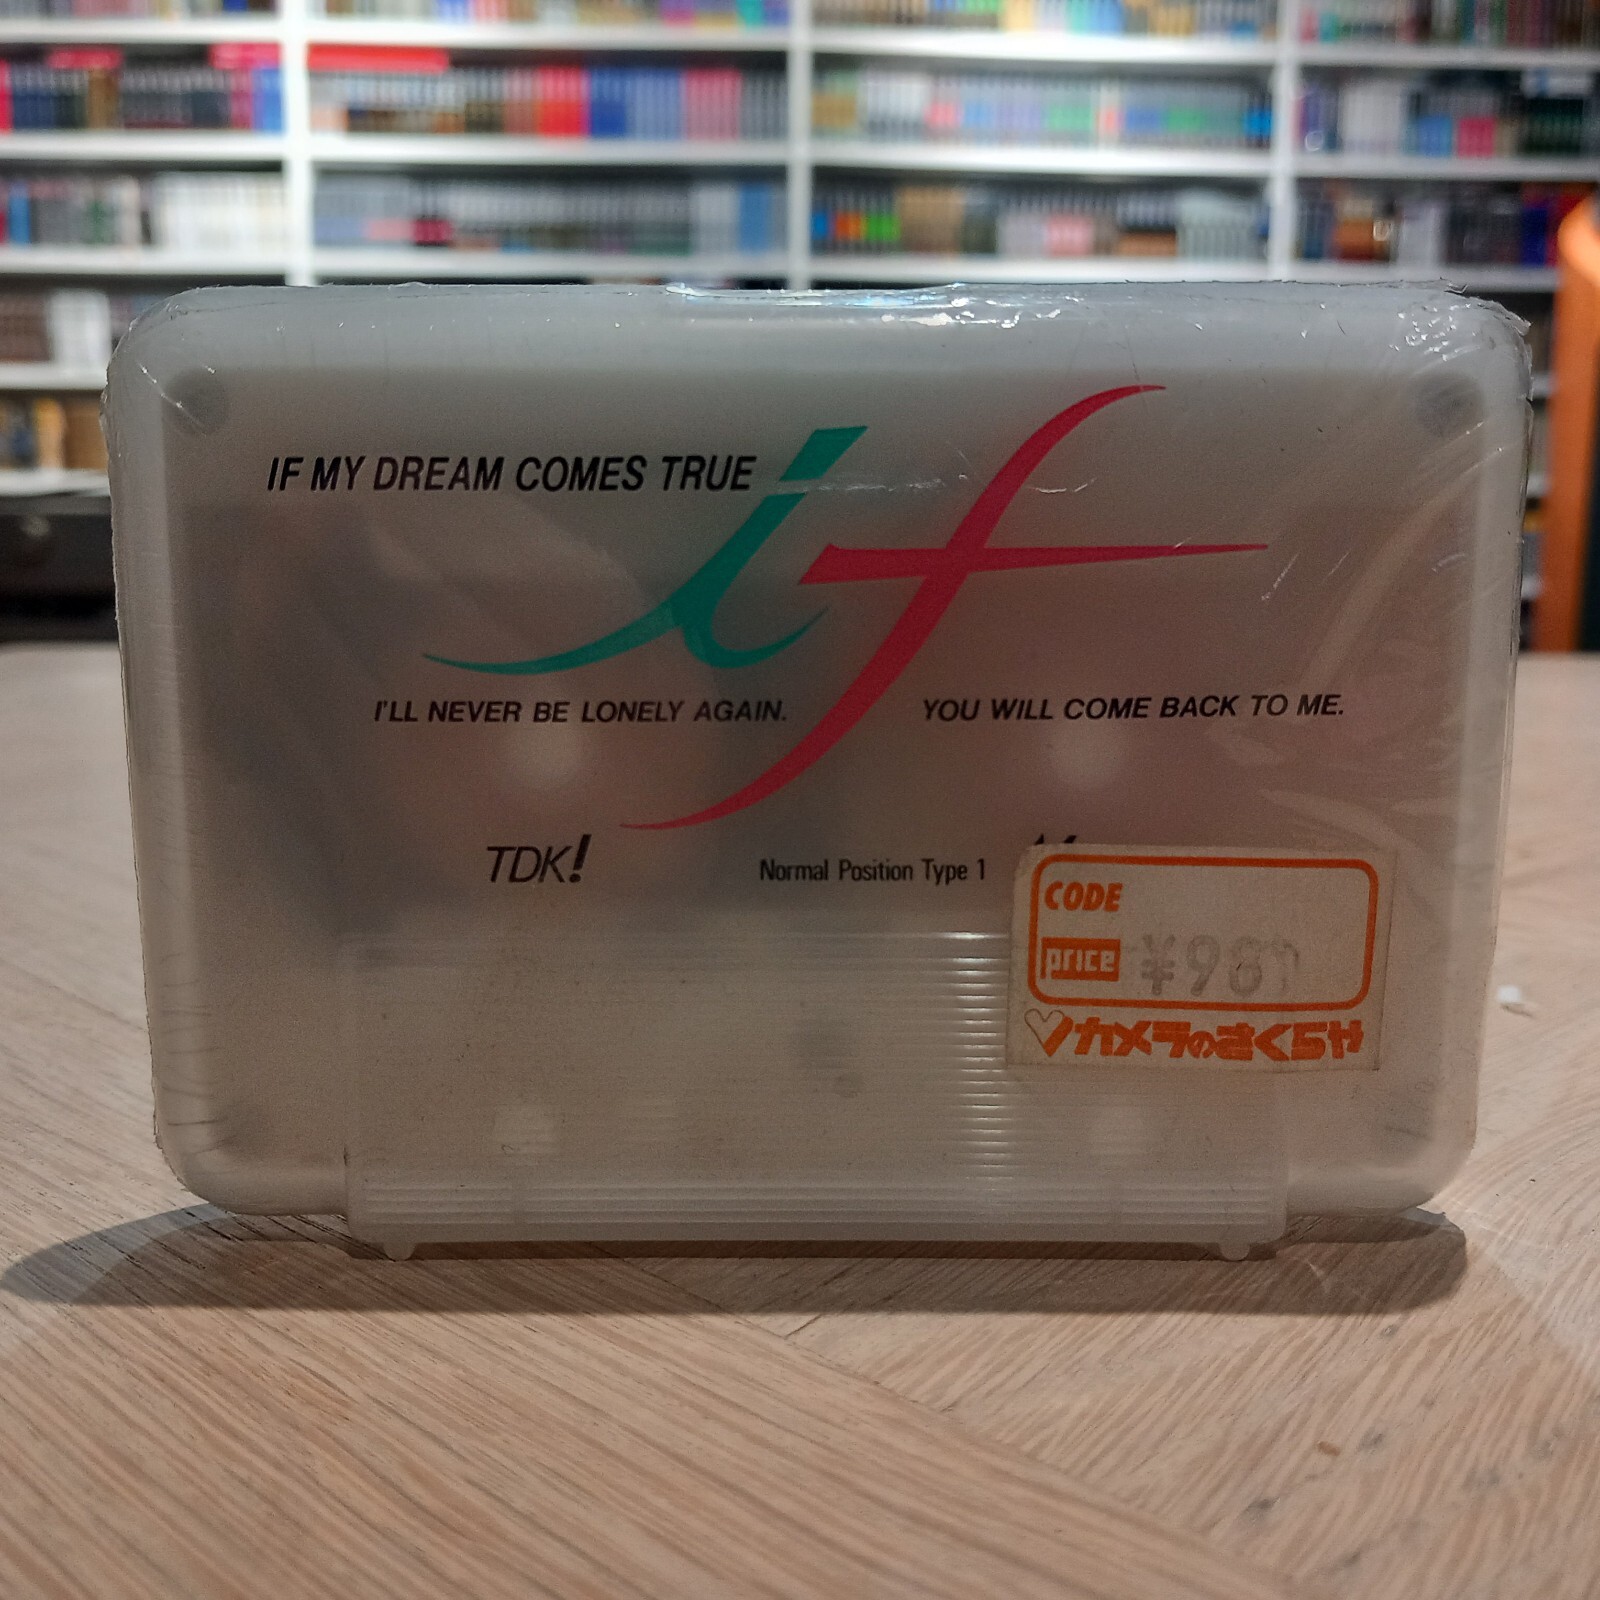 IF MY DREAM COMES TRUE
if
I'LL NEVER BE LONELY AGAIN.
YOU WILL COME BACK TO ME.
TDK!
Normal Position Type 1
CODE
price
カメラのさくらや